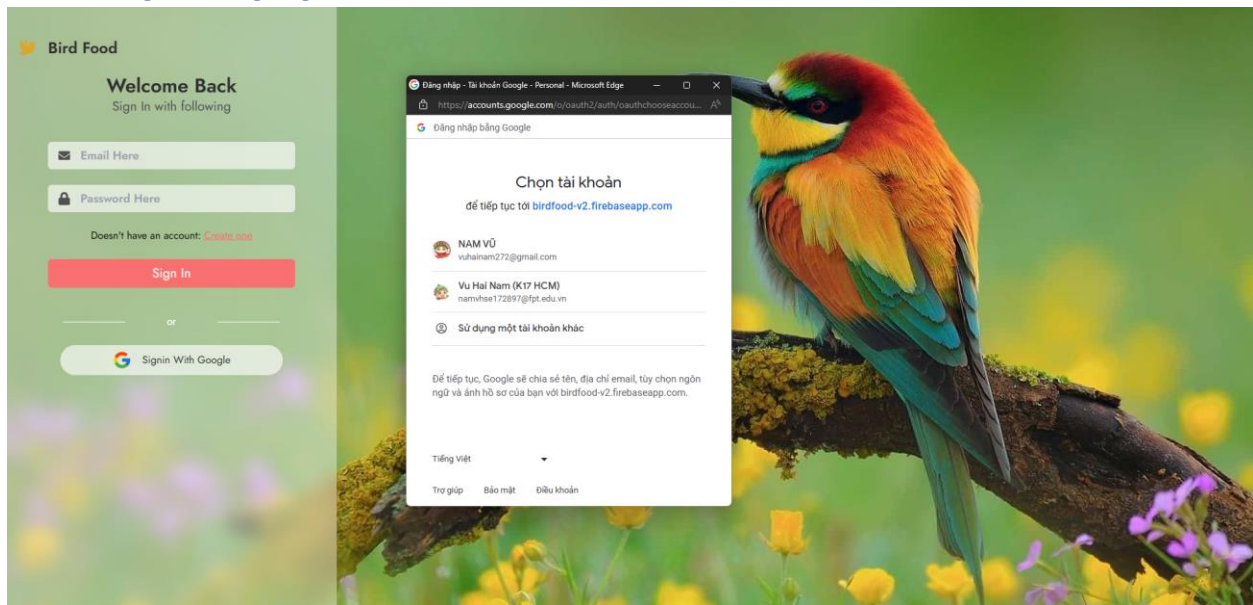 Bird Food
Welcome Back
Sign In with following
Email Here
Password Here
Doesn't have an account: Create one
Sign In
or
Signin With Google
Đăng nhập - Tài khoản Google - Personal - Microsoft Edge
https://accounts.google.com/o/oauth2/auth/oauthchooseaccou...
Đăng nhập bằng Google
Chọn tài khoản
để tiếp tục tới birdfood-v2.firebaseapp.com
NAM VŨ
vuhainam272@gmail.com
Vu Hai Nam (K17 HCM)
namvhse172897@fpt.edu.vn
Sử dụng một tài khoản khác
Để tiếp tục, Google sẽ chia sẻ tên, địa chỉ email, tùy chọn ngôn
ngữ và ảnh hồ sơ của bạn với birdfood-v2.firebaseapp.com.
Tiếng Việt
Trợ giúp Bảo mật Điều khoản